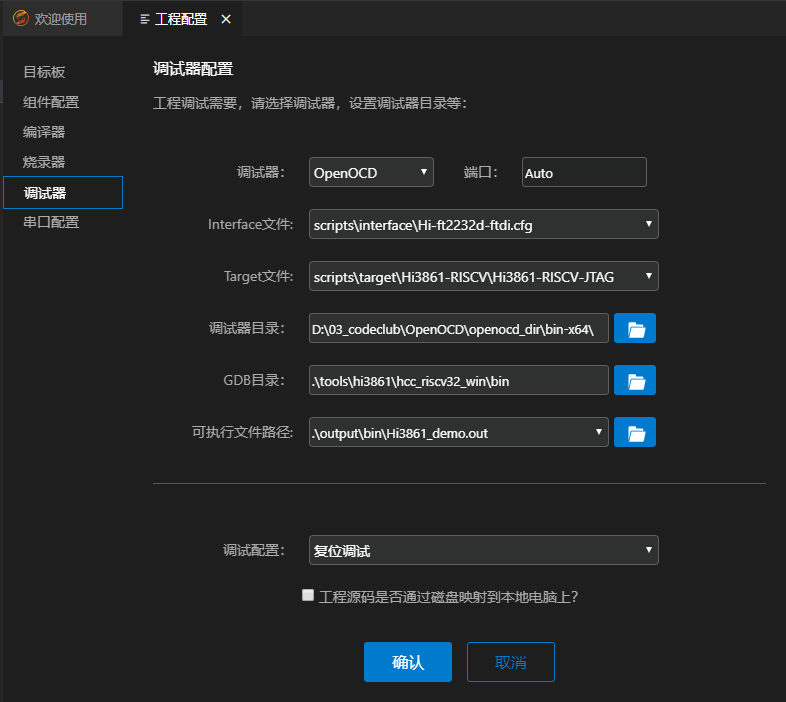 欢迎使用
工程配置
目标板
组件配置
编译器
烧录器
调试器
串口配置
调试器配置
工程调试需要，请选择调试器，设置调试器目录等：
调试器： OpenOCD 端口： Auto
Interface文件: scripts\interface\Hi-ft2232d-ftdi.cfg
Target文件: scripts\target\Hi3861-RISCV\Hi3861-RISCV-JTAG
调试器目录： D:\03_codeclub\OpenOCD\openocd_dir\bin-x64\
GDB目录： .\tools\hi3861\hcc_riscv32_win\bin
可执行文件路径: .\output\bin\Hi3861_demo.out
调试配置： 复位调试
工程源码是否通过磁盘映射到本地电脑上？
确认
取消